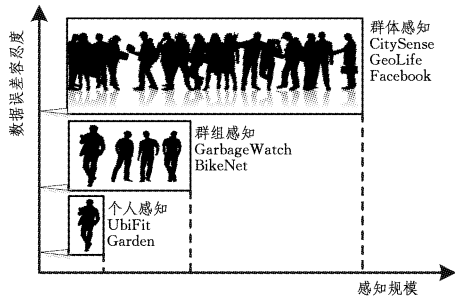 数据误差容忍度
群体感知
CitySense
GeoLife
Facebook
群组感知
GarbageWatch
BikeNet
个人感知
UbiFit
Garden
感知规模